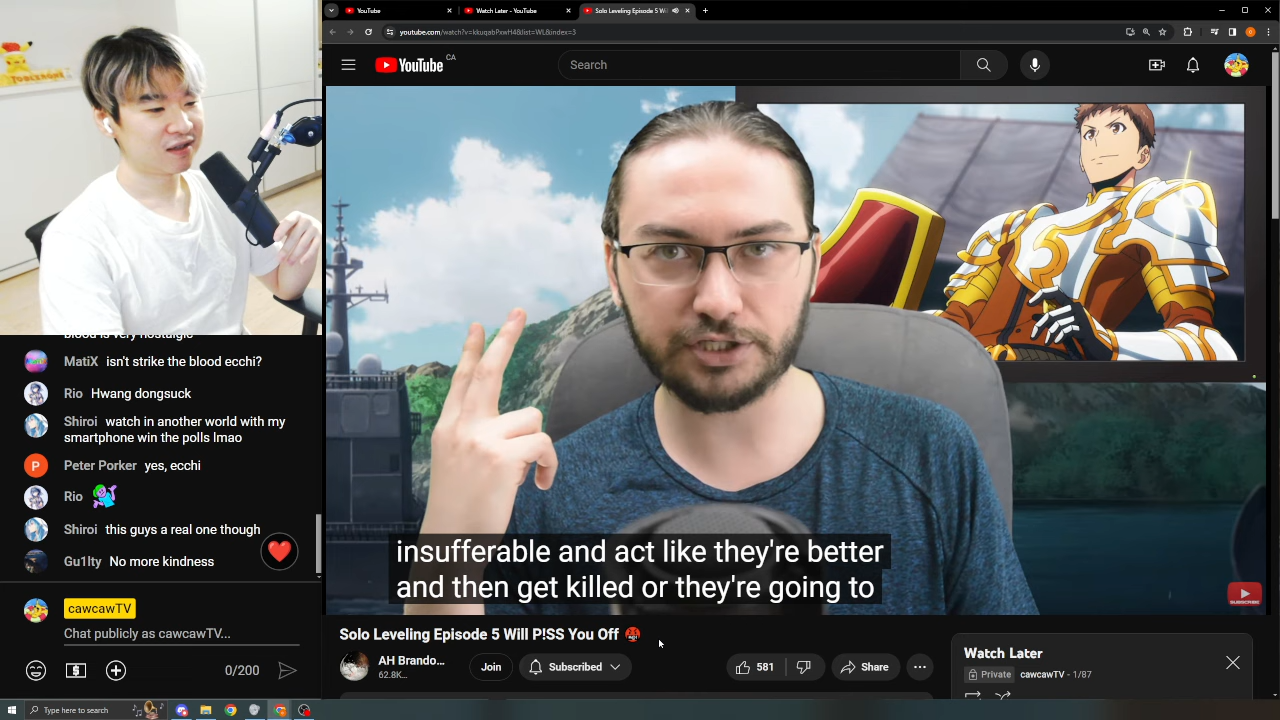 YouTube
Watch Later - YouTube
Solo Leveling Episode 5 W
youtube.com/watch?v=kkuqabPxwH4&list=WL&index=3
YouTube CA
Search
insufferable and act like they're better
and then get killed or they're going to
SUBSCRIBE
Solo Leveling Episode 5 Will P!SS You Off
AH Brando...
62.8K...
Join
Subscribed
581
Share
Watch Later
Private cawcawTV - 1/87
blood is very nostalgic
MatiX isn't strike the blood ecchi?
Rio Hwang dongsuck
Shiroi watch in another world with my
smartphone win the polls lmao
P
Peter Porker yes, ecchi
Rio
Shiroi this guys a real one though
Gu1lty No more kindness
cawcawTV
Chat publicly as cawcawTV...
0/200
Type here to search